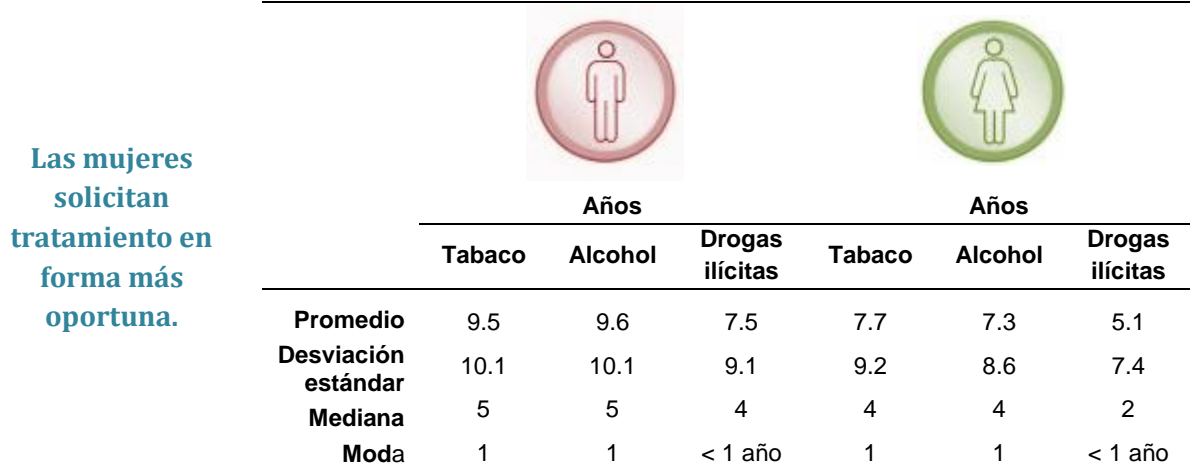 Las mujeres
solicitan
tratamiento en
forma más
oportuna.
Años Años
Tabaco Alcohol Drogas ilícitas Tabaco Alcohol Drogas ilícitas
Promedio 9.5 9.6 7.5 7.7 7.3 5.1
Desviación estándar 10.1 10.1 9.1 9.2 8.6 7.4
Mediana 5 5 4 4 4 2
Moda 1 1 < 1 año 1 1 < 1 año